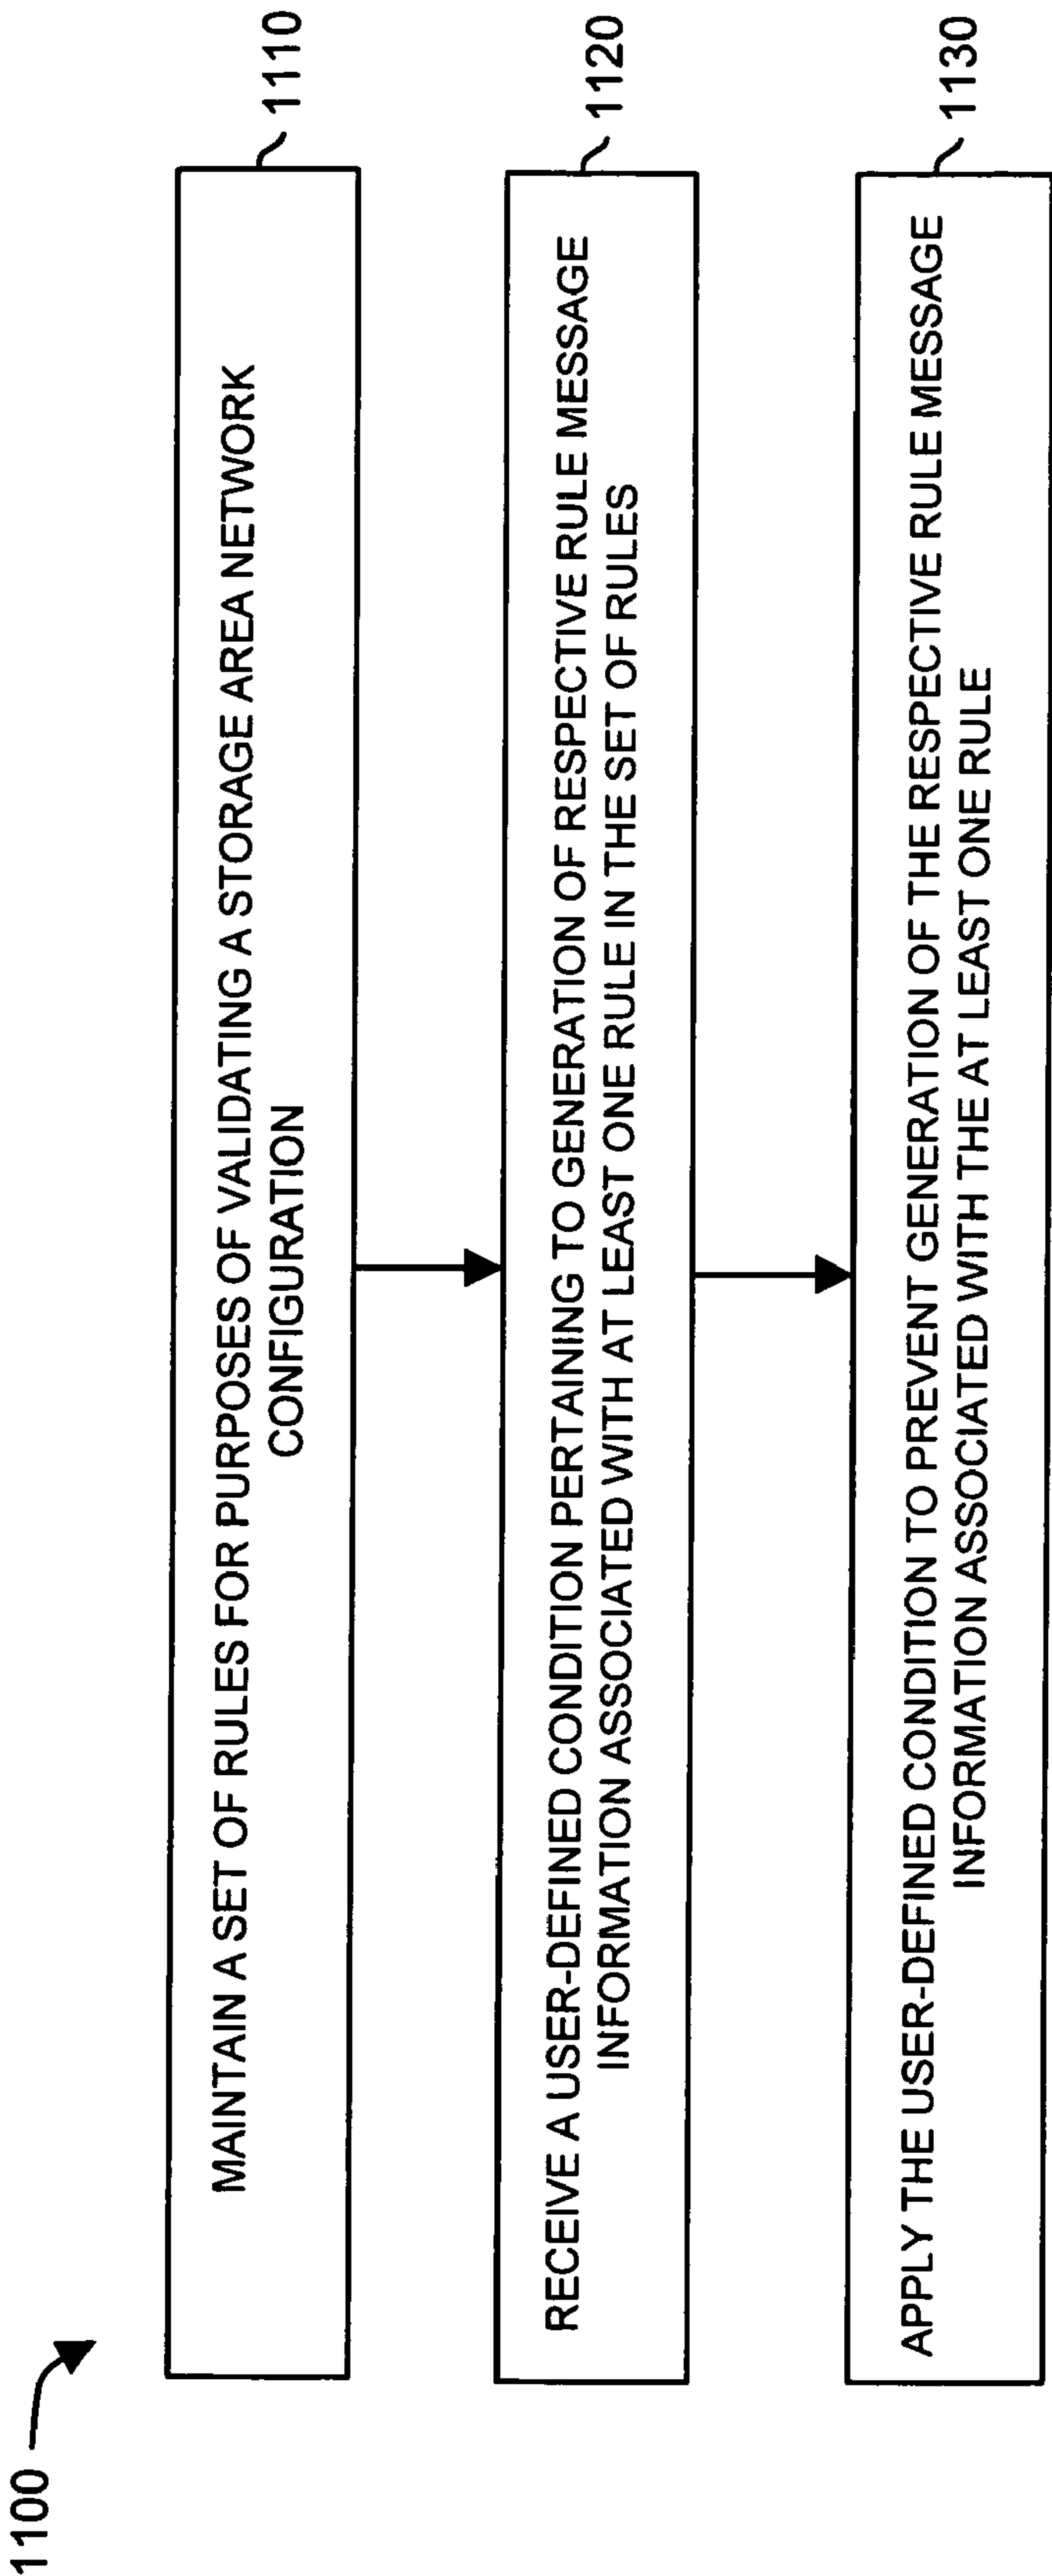 1100
MAINTAIN A SET OF RULES FOR PURPOSES OF VALIDATING A STORAGE AREA NETWORK
CONFIGURATION
1110
RECEIVE A USER-DEFINED CONDITION PERTAINING TO GENERATION OF RESPECTIVE RULE MESSAGE
INFORMATION ASSOCIATED WITH AT LEAST ONE RULE IN THE SET OF RULES
1120
APPLY THE USER-DEFINED CONDITION TO PREVENT GENERATION OF THE RESPECTIVE RULE MESSAGE
INFORMATION ASSOCIATED WITH THE AT LEAST ONE RULE
1130